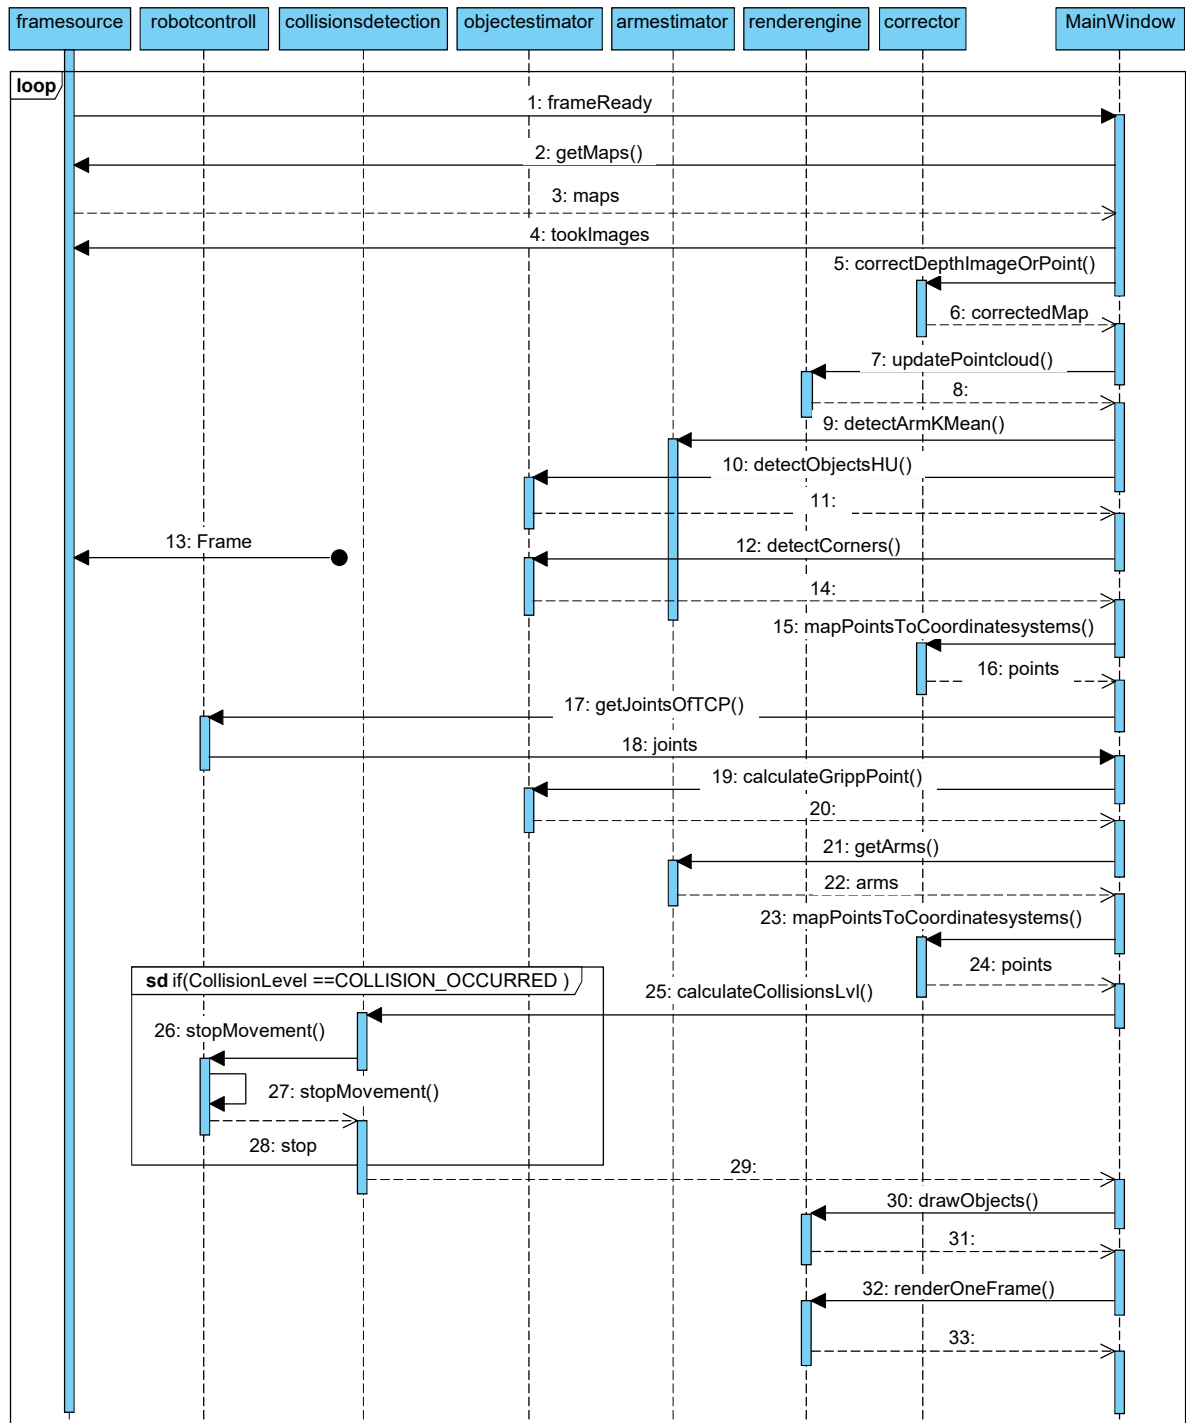 framesource
robotcontroll
collisionsdetection
objectestimator
armestimator
renderengine
corrector
MainWindow
loop
1: frameReady
2: getMaps()
3: maps
4: tookImages
5: correctDepthImageOrPoint()
6: correctedMap
7: updatePointcloud()
8:
9: detectArmKMean()
10: detectObjectsHU()
11:
13: Frame
12: detectCorners()
14:
15: mapPointsToCoordinatesystems()
16: points
17: getJointsOfTCP()
18: joints
19: calculateGrippPoint()
20:
21: getArms()
22: arms
23: mapPointsToCoordinatesystems()
24: points
sd if(CollisionLevel ==COLLISION_OCCURRED )
25: calculateCollisionsLvl()
26: stopMovement()
27: stopMovement()
28: stop
29:
30: drawObjects()
31:
32: renderOneFrame()
33: